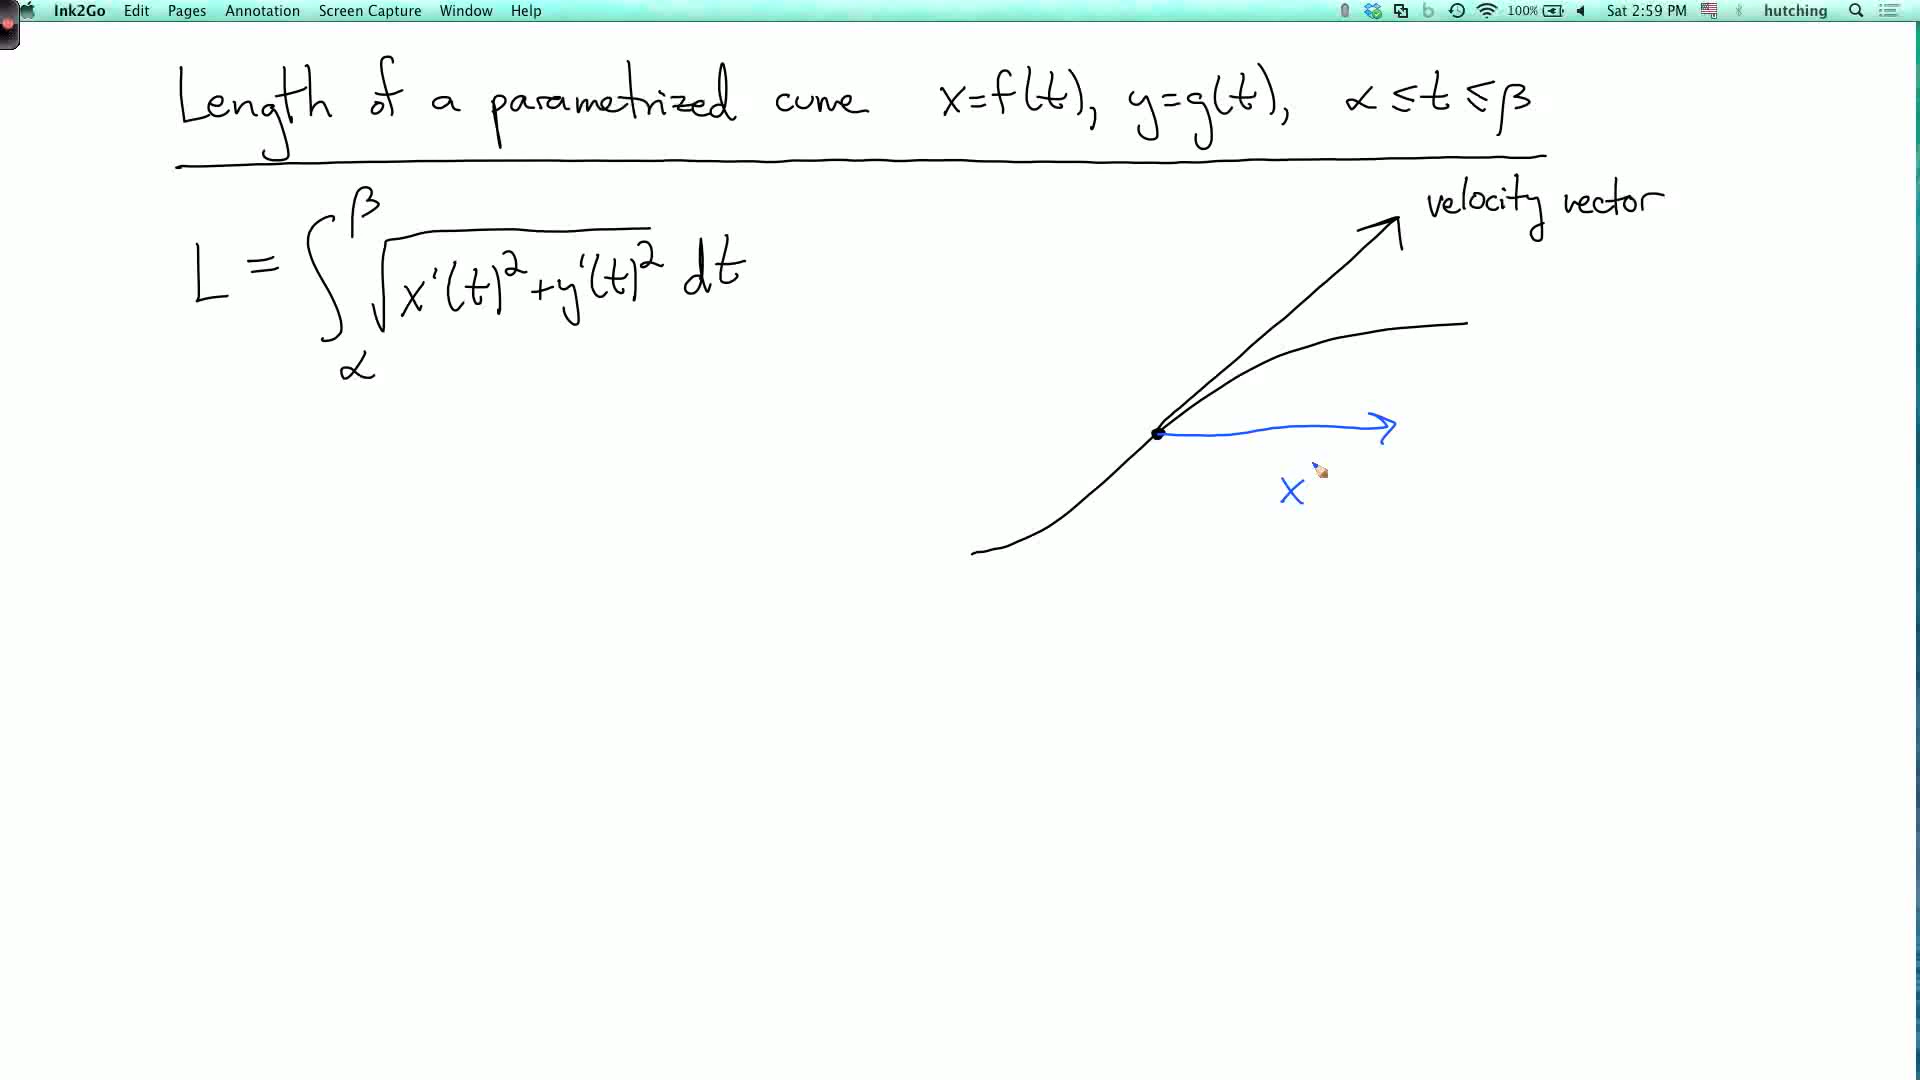 Ink2Go Edit Pages Annotation Screen Capture Window Help 100% Sat 2:59 PM hutching
Length of a parametrized curve x=f(t), y=g(t), α≤t≤β
velocity vector
L = ∫_α^β √(x'(t)²+y'(t)²) dt
x'